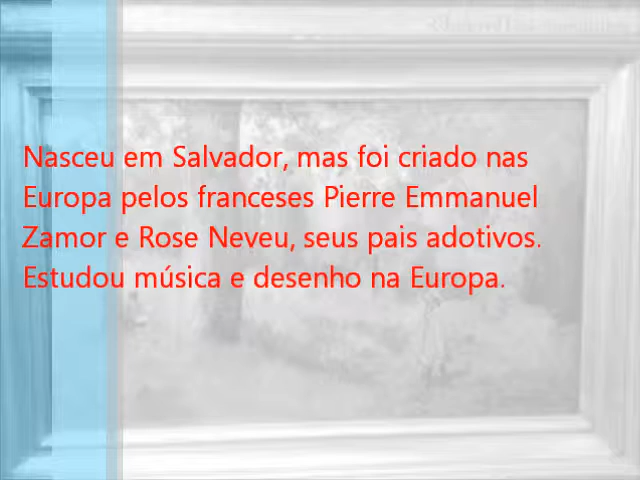 Nasceu em Salvador, mas foi criado nas
Europa pelos franceses Pierre Emmanuel
Zamor e Rose Neveu, seus pais adotivos.
Estudou música e desenho na Europa.